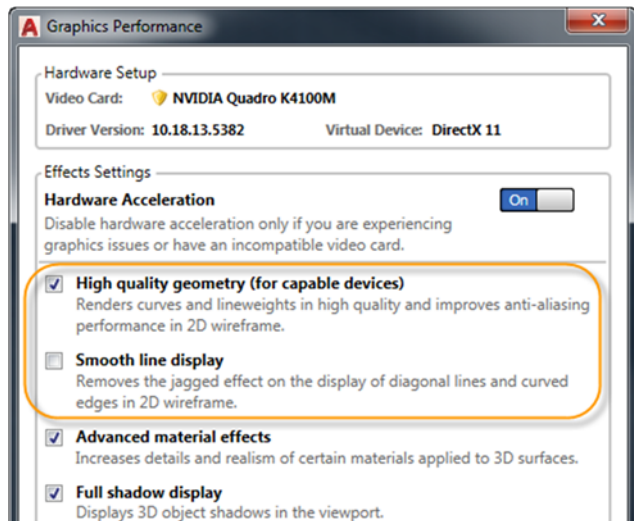 Graphics Performance
Hardware Setup
Video Card: NVIDIA Quadro K4100M
Driver Version: 10.18.13.5382 Virtual Device: DirectX 11
Effects Settings
Hardware Acceleration On
Disable hardware acceleration only if you are experiencing
graphics issues or have an incompatible video card.
High quality geometry (for capable devices)
Renders curves and lineweights in high quality and improves anti-aliasing
performance in 2D wireframe.
Smooth line display
Removes the jagged effect on the display of diagonal lines and curved
edges in 2D wireframe.
Advanced material effects
Increases details and realism of certain materials applied to 3D surfaces.
Full shadow display
Displays 3D object shadows in the viewport.